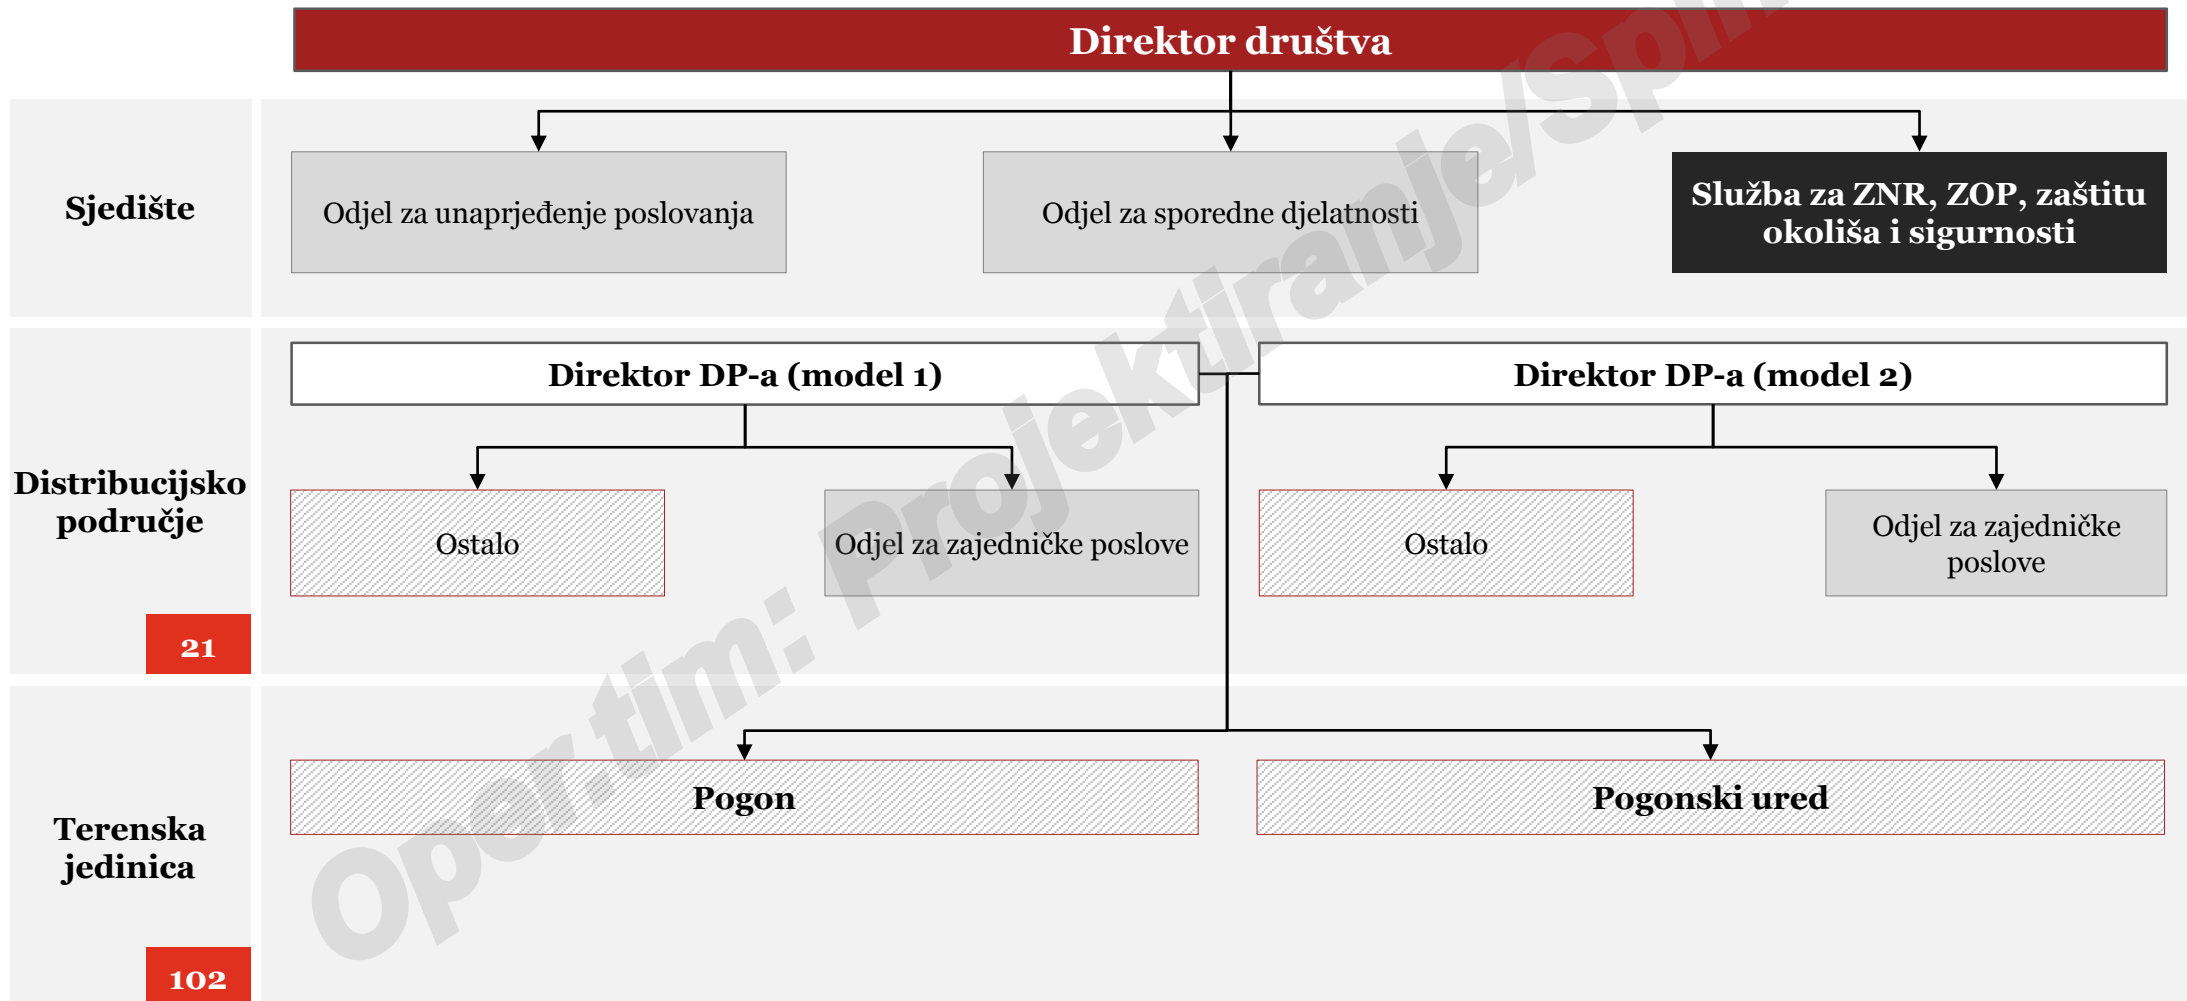 Direktor društva
Sjedište
Odjel za unaprjeđenje poslovanja
Odjel za sporedne djelatnosti
Služba za ZNR, ZOP, zaštitu
okoliša i sigurnosti
Distribucijsko
područje
21
Direktor DP-a (model 1)
Direktor DP-a (model 2)
Ostalo
Odjel za zajedničke poslove
Ostalo
Odjel za zajedničke
poslove
Terenska
jedinica
102
Pogon
Pogonski ured
Oper.tim: Projektiranje/